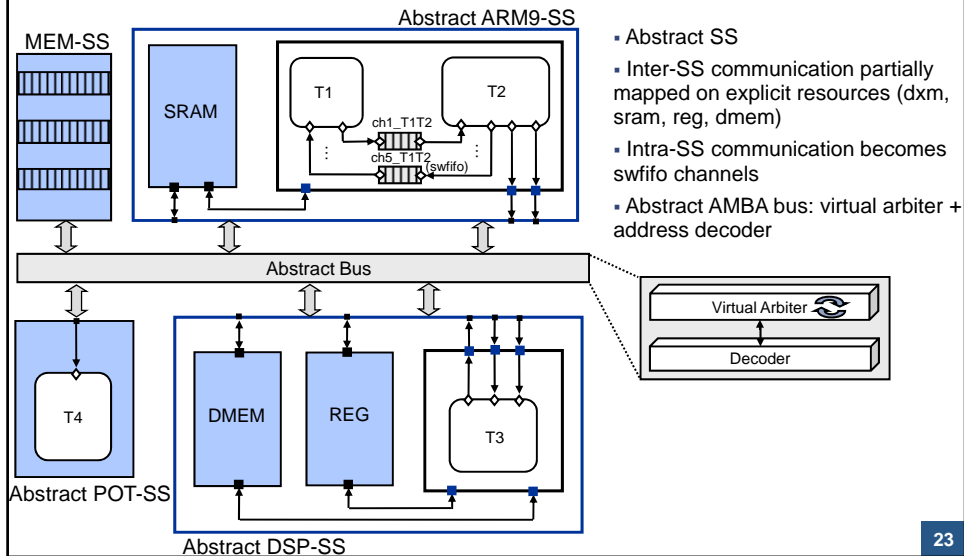 Abstract ARM9-SS
MEM-SS
SRAM
T1
T2
ch1_T1T2
...
...
ch5_T1T2
(swfifo)
▪ Abstract SS
▪ Inter-SS communication partially
mapped on explicit resources (dxm,
sram, reg, dmem)
▪ Intra-SS communication becomes
swfifo channels
▪ Abstract AMBA bus: virtual arbiter +
address decoder
Abstract Bus
Virtual Arbiter
Decoder
T4
Abstract POT-SS
DMEM
REG
T3
Abstract DSP-SS
23